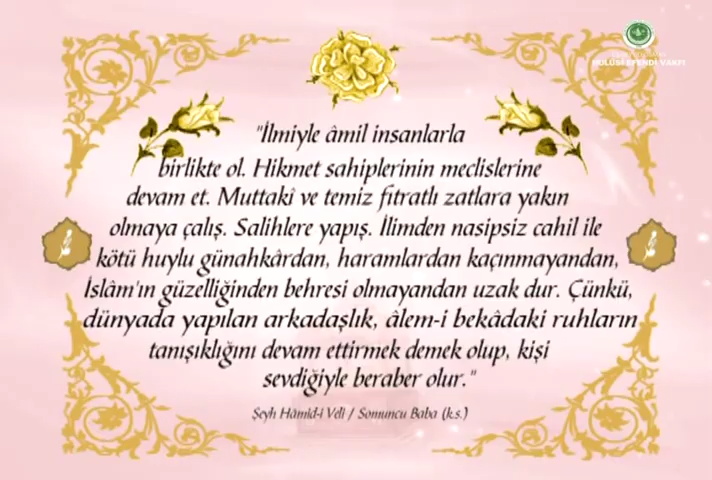 HULÛSİ EFENDİ VAKFI
"İlmiyle âmil insanlarla
birlikte ol. Hikmet sahiplerinin meclislerine
devam et. Muttakî ve temiz fıtratlı zatlara yakın
olmaya çalış. Salihlere yapış. İlimden nasipsiz cahil ile
kötü huylu günahkârdan, haramlardan kaçınmayandan,
İslâm'ın güzelliğinden behresi olmayandan uzak dur. Çünkü,
dünyada yapılan arkadaşlık, âlem-i bekâdaki ruhların
tanışıklığını devam ettirmek demek olup, kişi
sevdiğiyle beraber olur."
Şeyh Hâmid-i Velî / Somuncu Baba (k.s.)